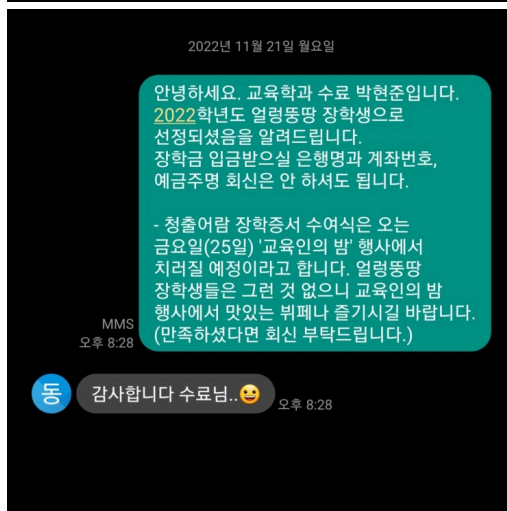 2022년 11월 21일 월요일
안녕하세요. 교육학과 수료 박현준입니다.
2022학년도 얼렁뚱땅 장학생으로
선정되셨음을 알려드립니다.
장학금 입금받으실 은행명과 계좌번호,
예금주명 회신은 안 하셔도 됩니다.
- 청출어람 장학증서 수여식은 오는
금요일(25일) '교육인의 밤' 행사에서
치러질 예정이라고 합니다. 얼렁뚱땅
장학생들은 그런 것 없으니 교육인의 밤
행사에서 맛있는 뷔페나 즐기시길 바랍니다.
(만족하셨다면 회신 부탁드립니다.)
MMS
오후 8:28
동
감사합니다 수료님..😀
오후 8:28